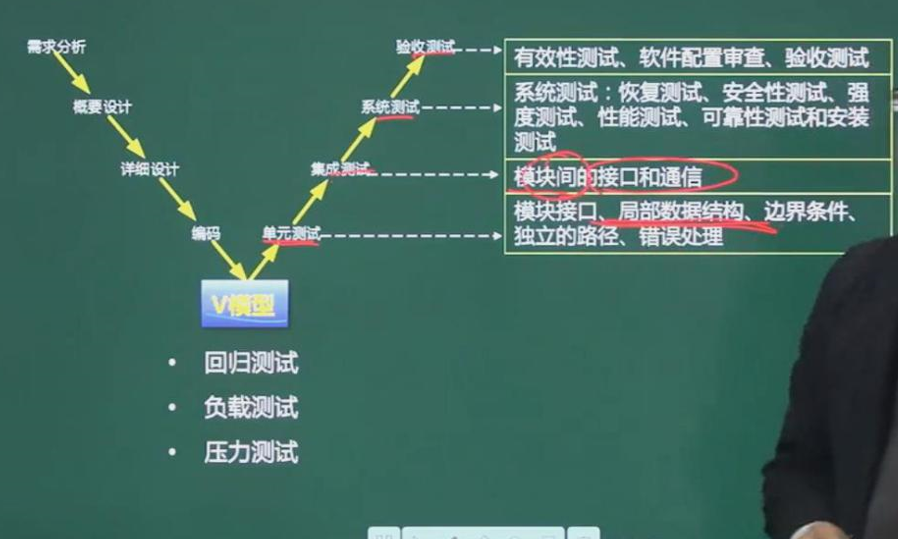 需求分析
概要设计
详细设计
编码
单元测试
集成测试
系统测试
验收测试
有效性测试、软件配置审查、验收测试
系统测试：恢复测试、安全性测试、强
度测试、性能测试、可靠性测试和安装
测试
模块间的接口和通信
模块接口、局部数据结构、边界条件、
独立的路径、错误处理
V模型
• 回归测试
• 负载测试
• 压力测试